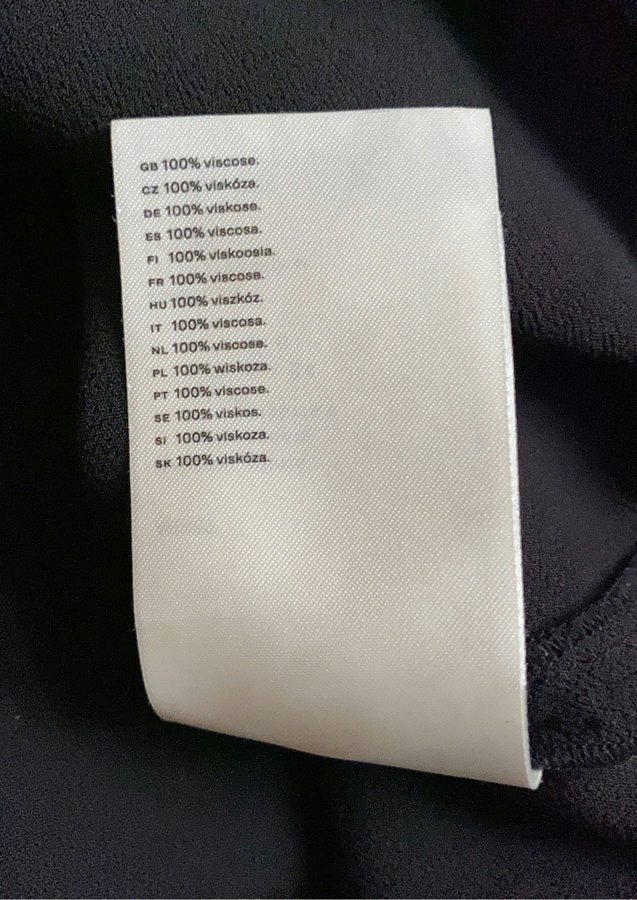 GB 100% viscose.
CZ 100% viskóza.
DE 100% viskose.
ES 100% viscosa.
FI 100% viskoosia.
FR 100% viscose.
HU 100% viszkóz.
IT 100% viscosa.
NL 100% viscose.
PL 100% wiskoza.
PT 100% viscose.
SE 100% viskos.
SI 100% viskoza.
SK 100% viskóza.